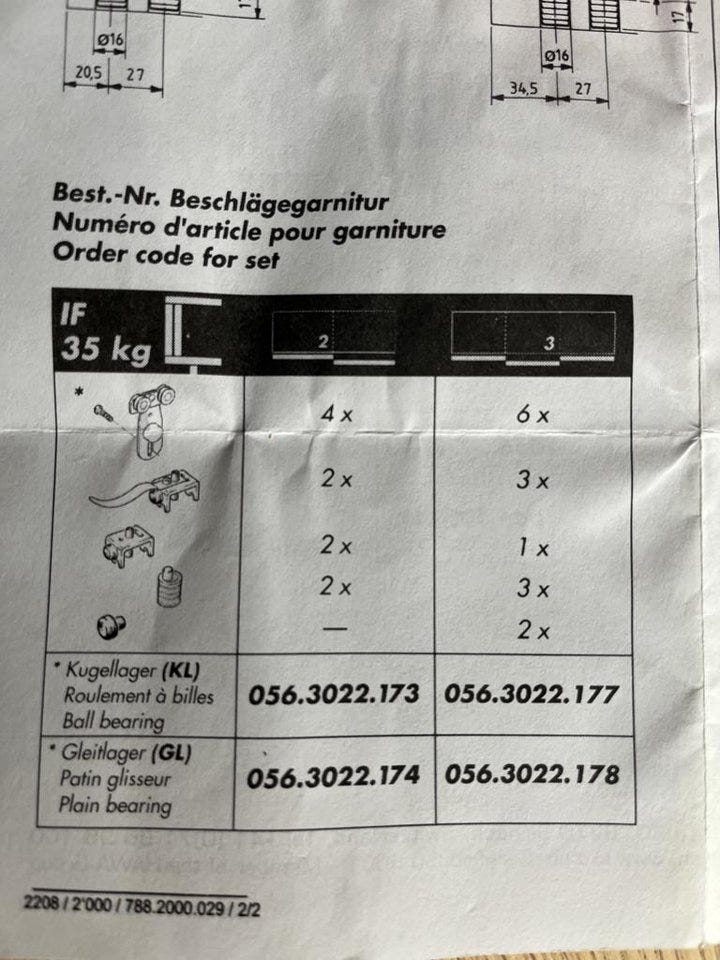 Ø16
20,5 27
17
Ø16
34,5 27
Best.-Nr. Beschlägegarnitur
Numéro d'article pour garniture
Order code for set
IF
35 kg
2 3
* 4 x 6 x
2 x 3 x
2 x 1 x
2 x 3 x
— 2 x
* Kugellager (KL)
Roulement à billes
Ball bearing
056.3022.173 056.3022.177
* Gleitlager (GL)
Patin glisseur
Plain bearing
056.3022.174 056.3022.178
2208 / 2'000 / 788.2000.029 / 2/2